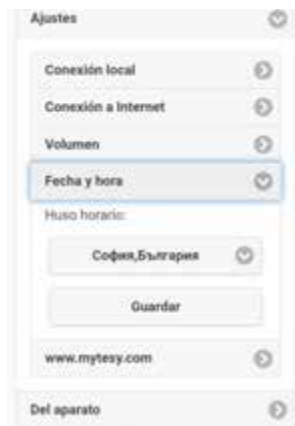 Ajustes
Conexión local
Conexión a Internet
Volumen
Fecha y hora
Huso horario:
София,България
Guardar
www.mytesy.com
Del aparato